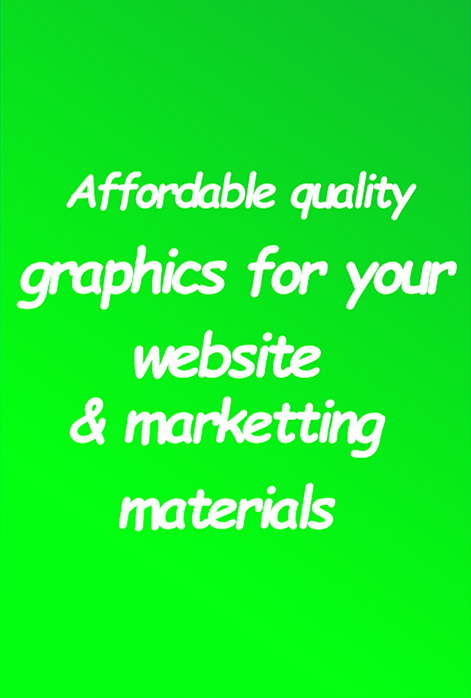 Affordable quality
graphics for your
website
& marketting
materials